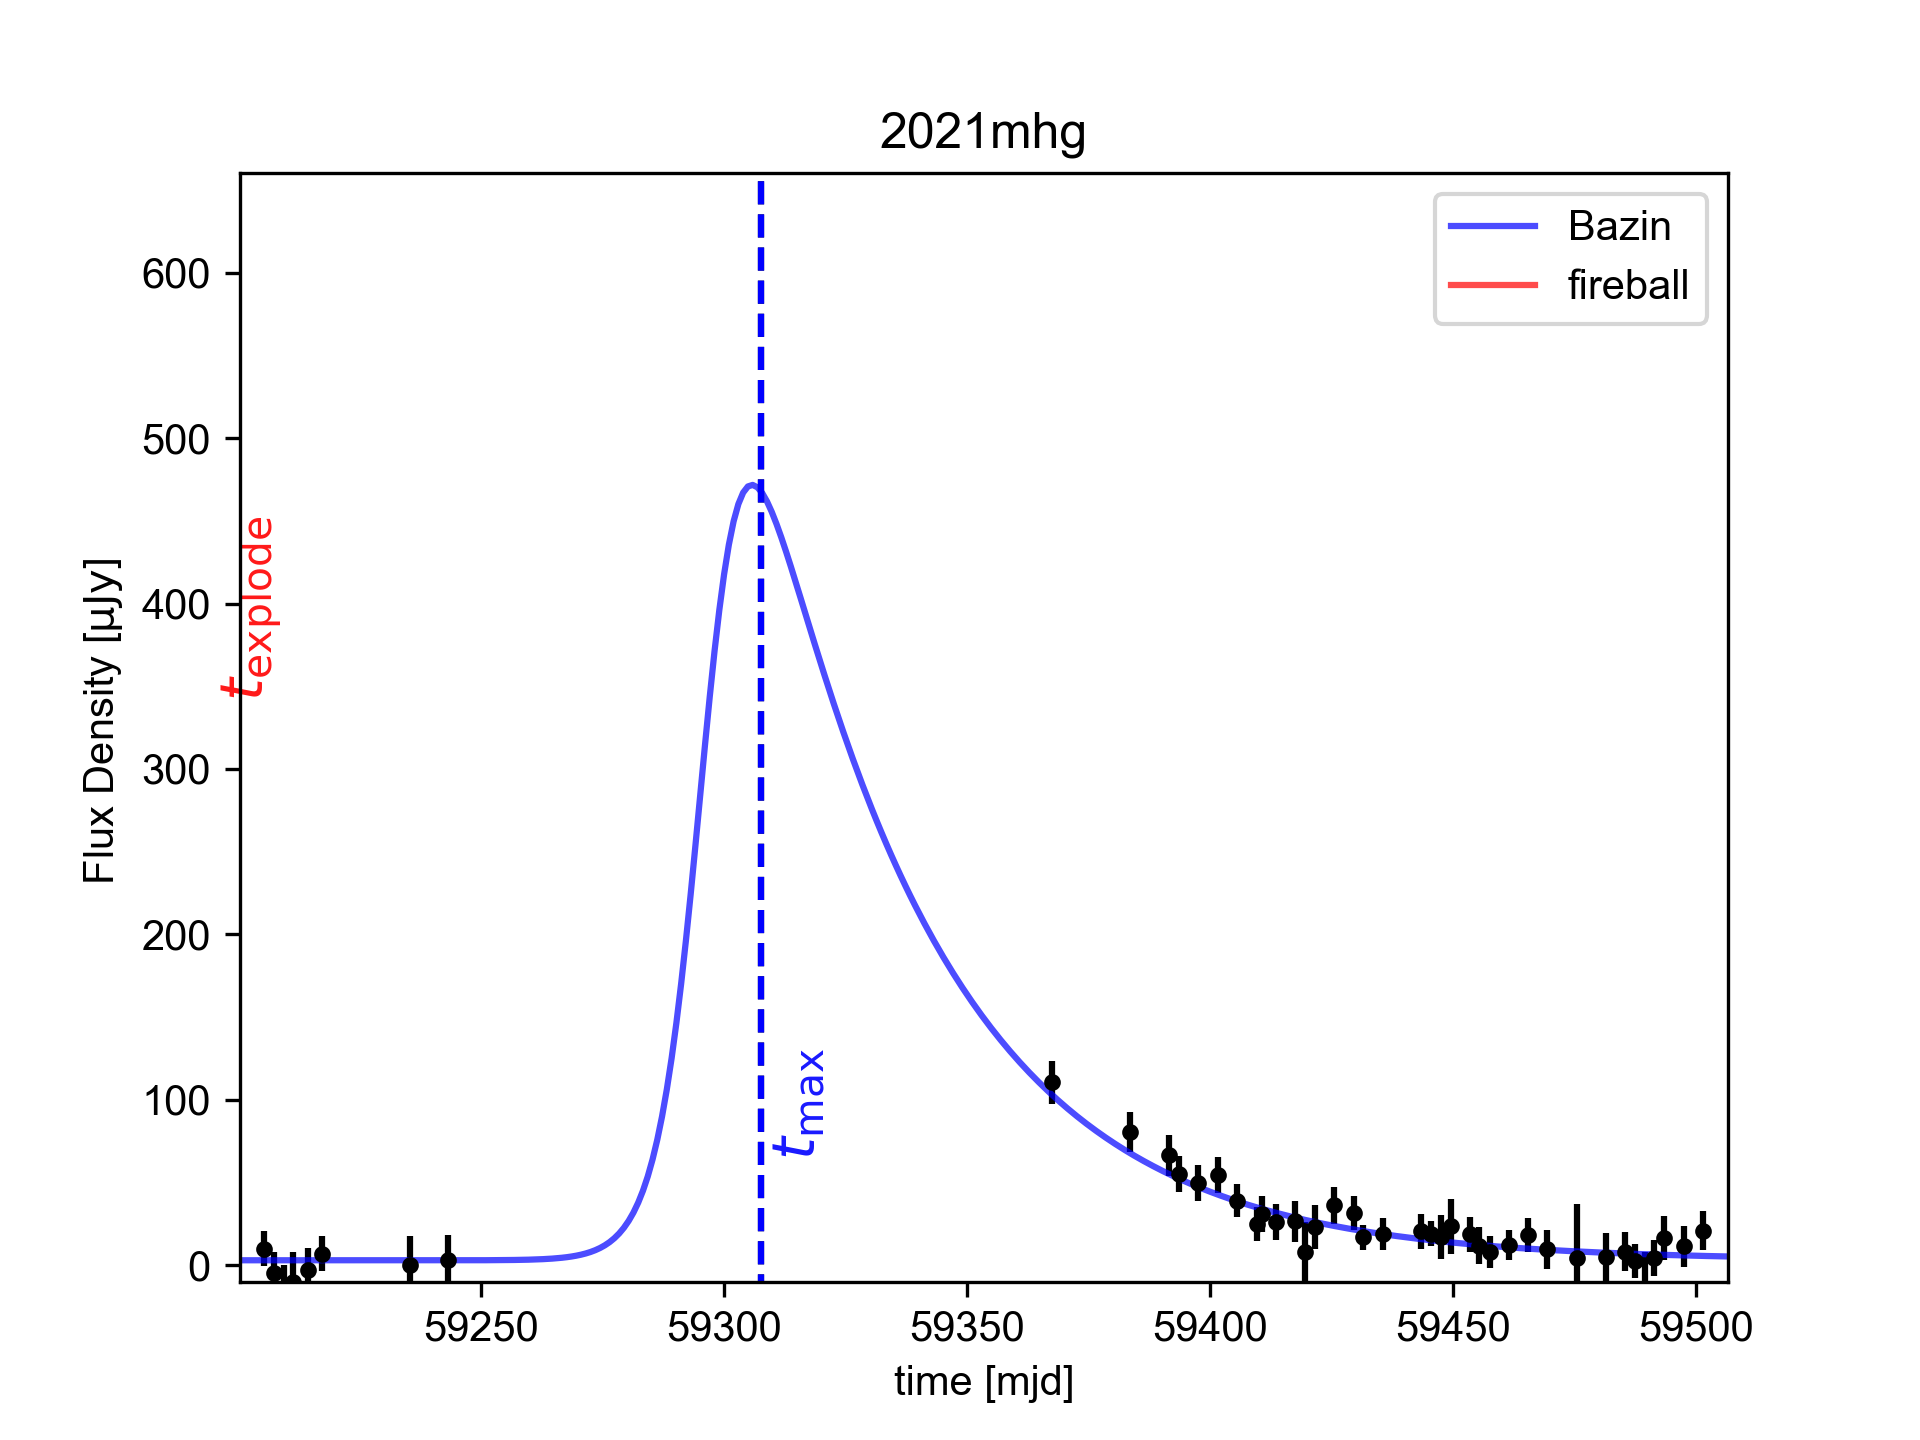 2021mhg
Bazin
fireball
600
500
400
300
200
100
0
Flux Density [µJy]
t_explode
t_max
59250 59300 59350 59400 59450 59500
time [mjd]